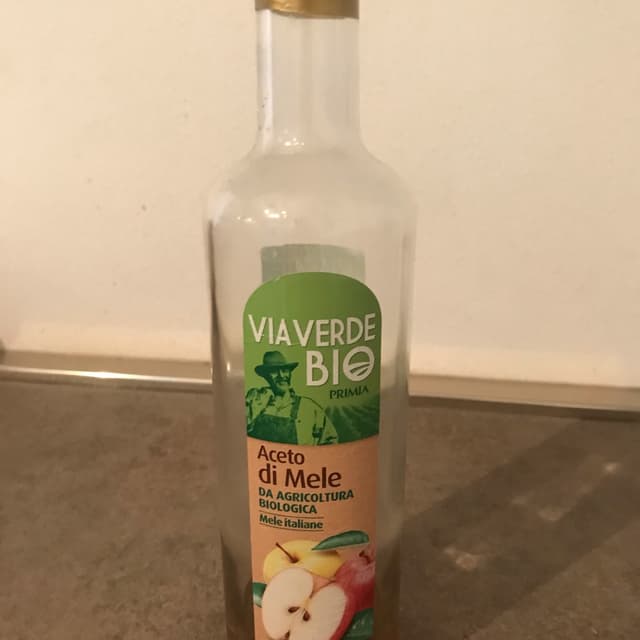 VIAVERDE
BIO
PRIMIA
Aceto
di Mele
DA AGRICOLTURA
BIOLOGICA
Mele italiane